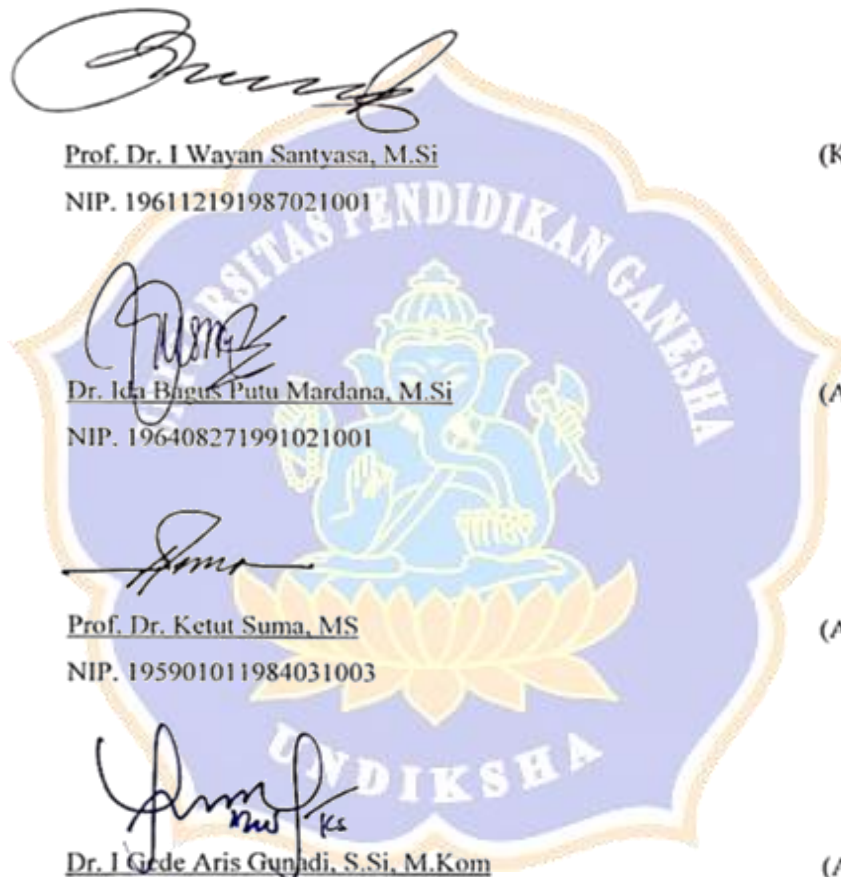 Prof. Dr. I Wayan Santyasa, M.Si
(K
NIP. 196112191987021001
UNIVERSITAS PENDIDIKAN GANESHA
Dr. Ida Bagus Putu Mardana, M.Si
(A
NIP. 196408271991021001
Prof. Dr. Ketut Suma, MS
(A
NIP. 195901011984031003
UNDIKSHA
Dr. I Gede Aris Gunadi, S.Si, M.Kom
(A